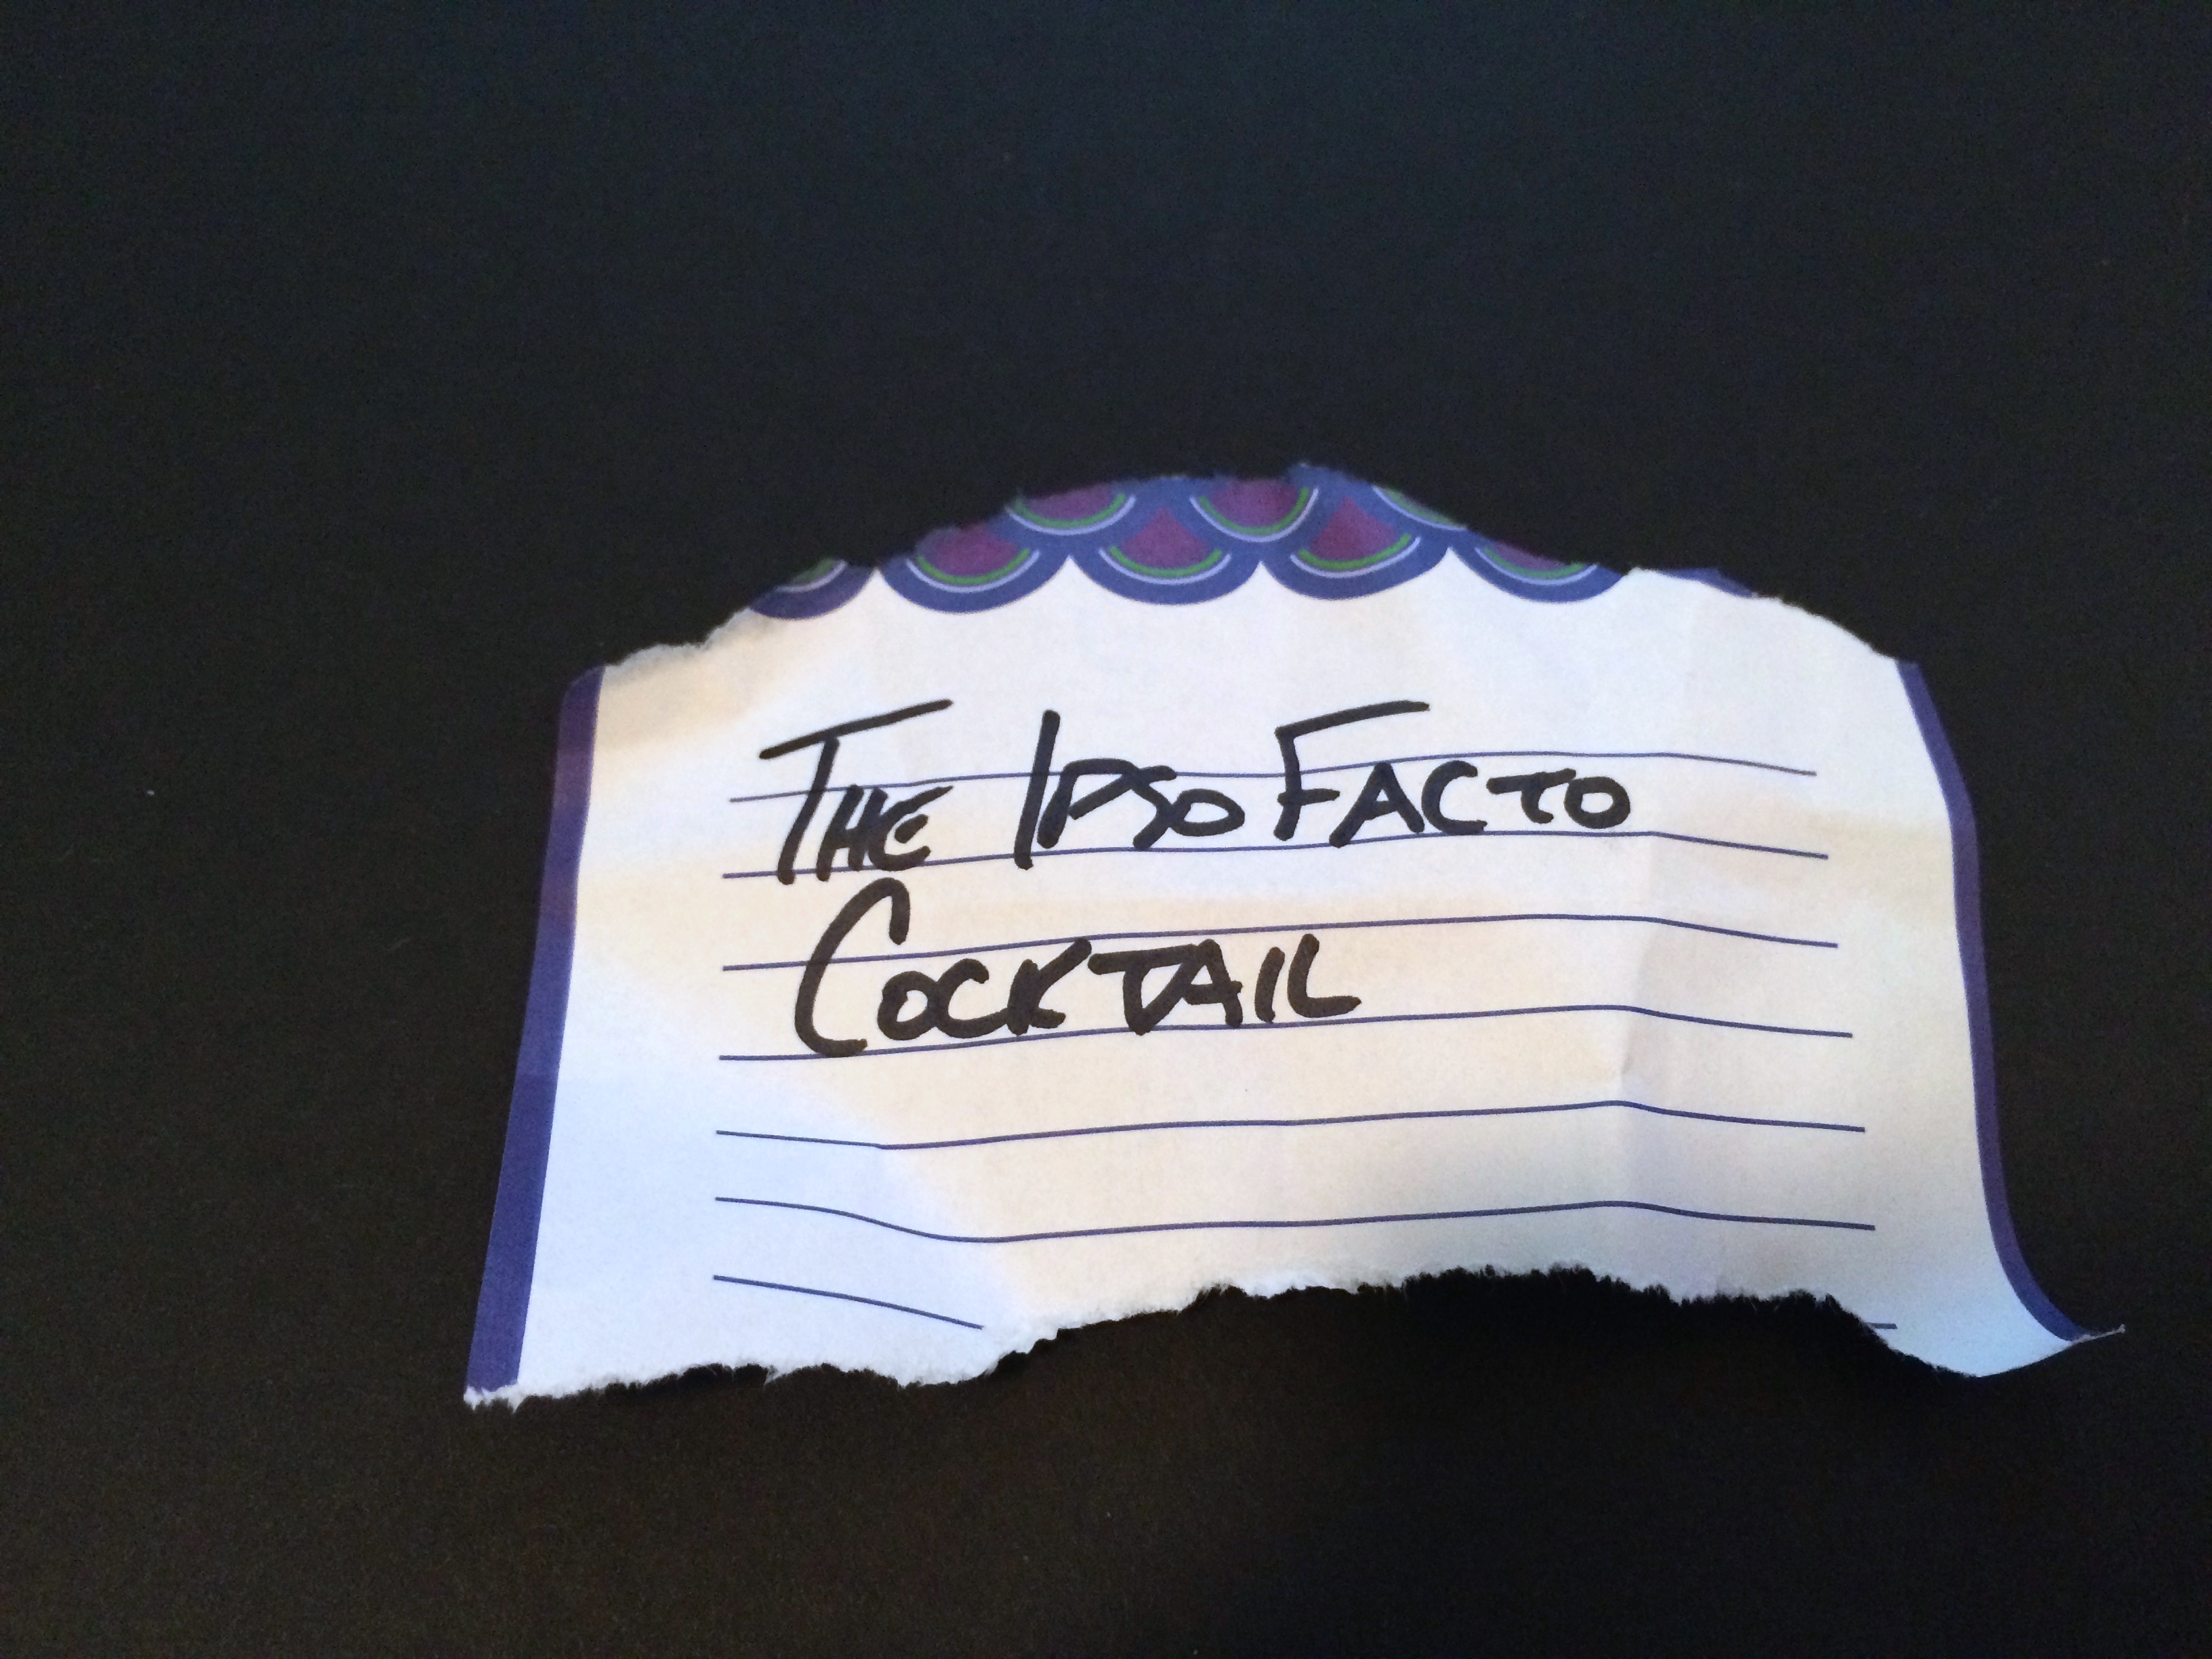 The Ipso Facto
Cocktail